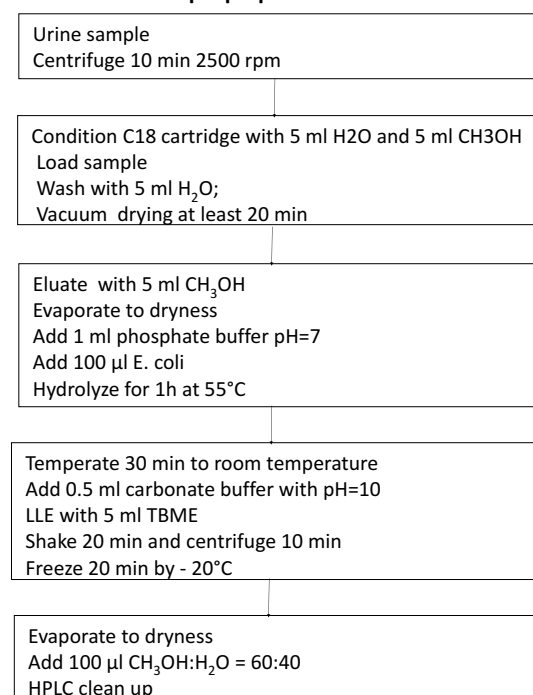 Urine sample
Centrifuge 10 min 2500 rpm
Condition C18 cartridge with 5 ml H2O and 5 ml CH3OH
Load sample
Wash with 5 ml H₂O;
Vacuum drying at least 20 min
Eluate with 5 ml CH₃OH
Evaporate to dryness
Add 1 ml phosphate buffer pH=7
Add 100 µl E. coli
Hydrolyze for 1h at 55°C
Temperate 30 min to room temperature
Add 0.5 ml carbonate buffer with pH=10
LLE with 5 ml TBME
Shake 20 min and centrifuge 10 min
Freeze 20 min by - 20°C
Evaporate to dryness
Add 100 µl CH₃OH:H₂O = 60:40
HPLC clean up